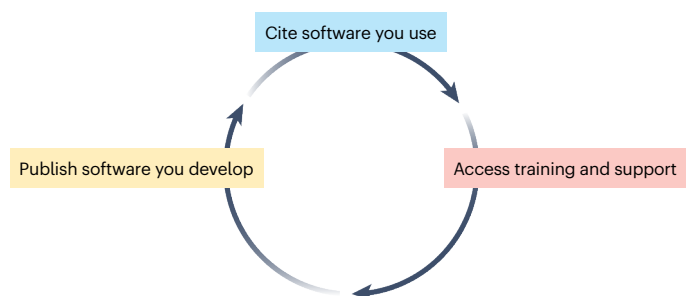 Cite software you use
Publish software you develop
Access training and support